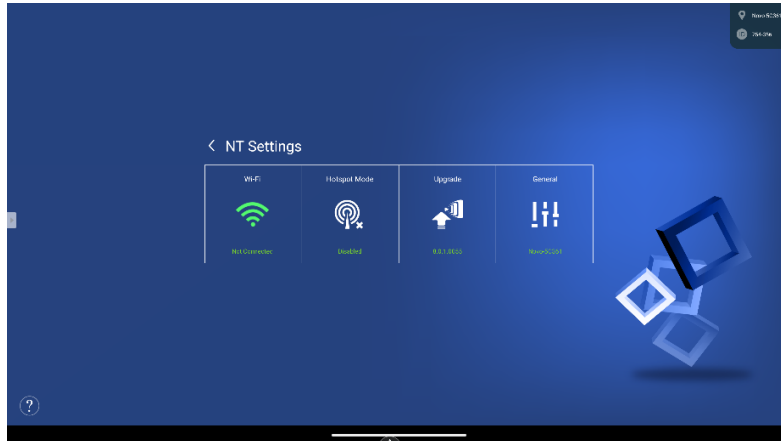 NT Settings
Wi-Fi
Hotspot Mode
Upgrade
General
Not Connected
Disabled
?